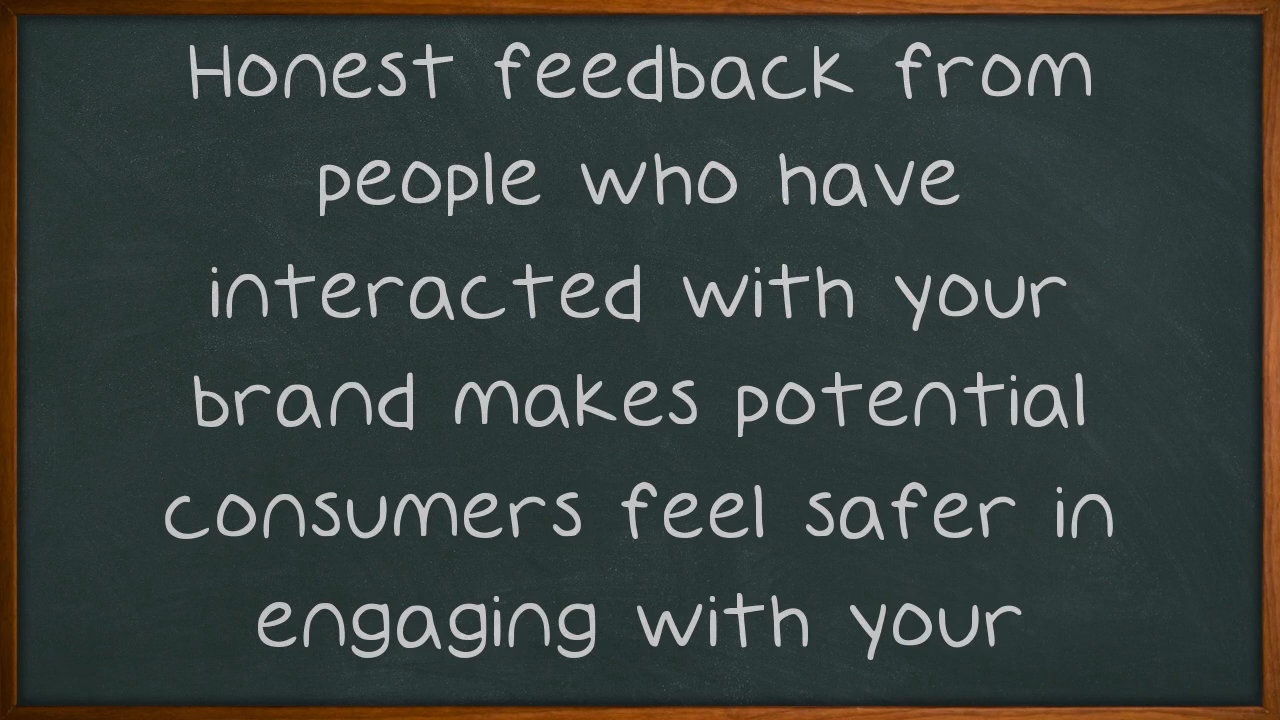 Honest feedback from
people who have
interacted with your
brand makes potential
consumers feel safer in
engaging with your